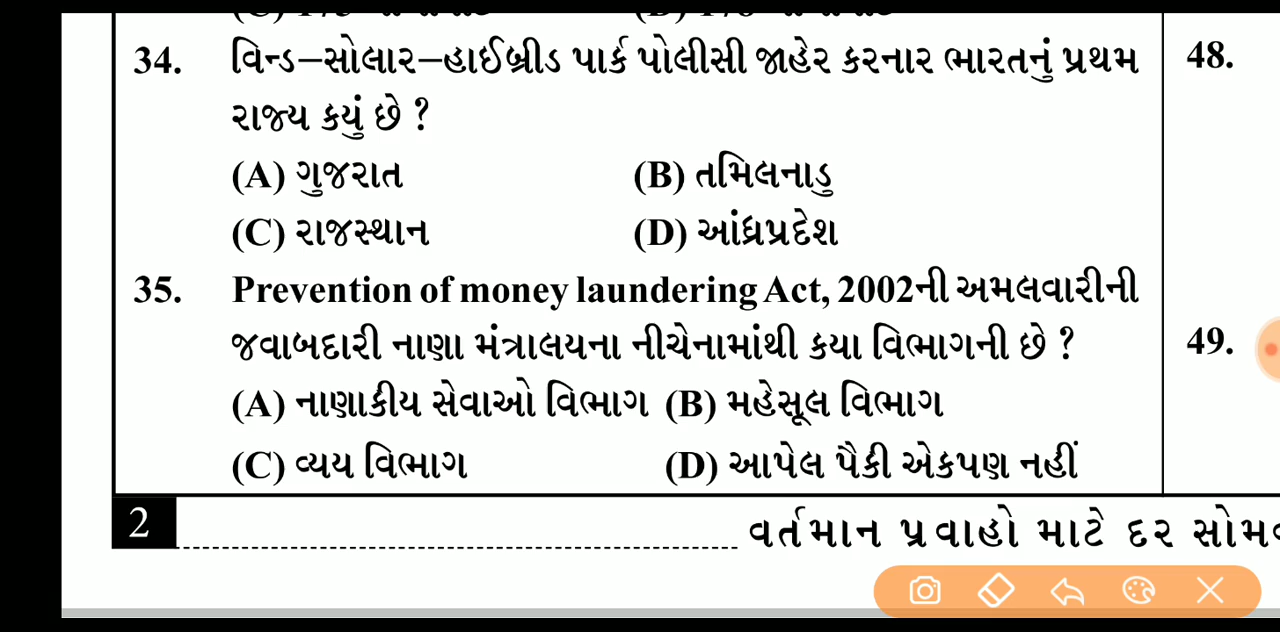 34. વિન્ડ–સોલાર–હાઈબ્રીડ પાર્ક પોલીસી જાહેર કરનાર ભારતનું પ્રથમ
રાજ્ય કયું છે ?
(A) ગુજરાત (B) તમિલનાડુ
(C) રાજસ્થાન (D) આંધ્રપ્રદેશ
35. Prevention of money laundering Act, 2002ની અમલવારીની
જવાબદારી નાણા મંત્રાલયના નીચેનામાંથી કયા વિભાગની છે ?
(A) નાણાકીય સેવાઓ વિભાગ (B) મહેસૂલ વિભાગ
(C) વ્યય વિભાગ (D) આપેલ પૈકી એકપણ નહીં
48.
49.
2 વર્તમાન પ્રવાહો માટે દર